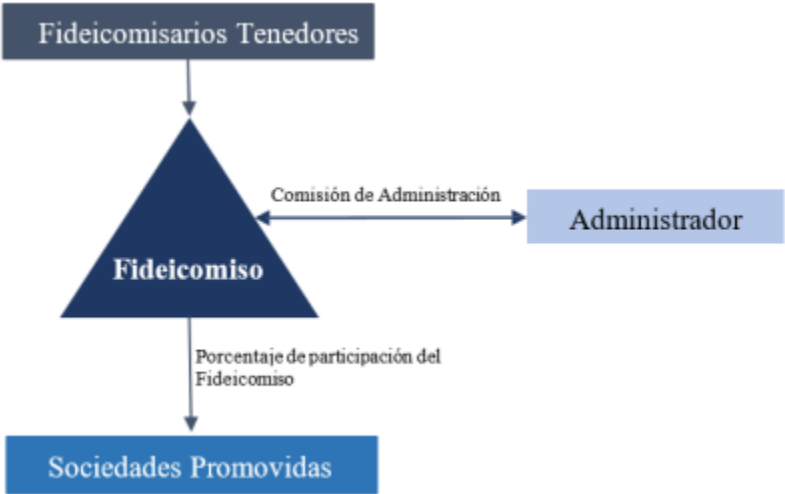 Fideicomisarios Tenedores
Comisión de Administración
Administrador
Fideicomiso
Porcentaje de participación del
Fideicomiso
Sociedades Promovidas